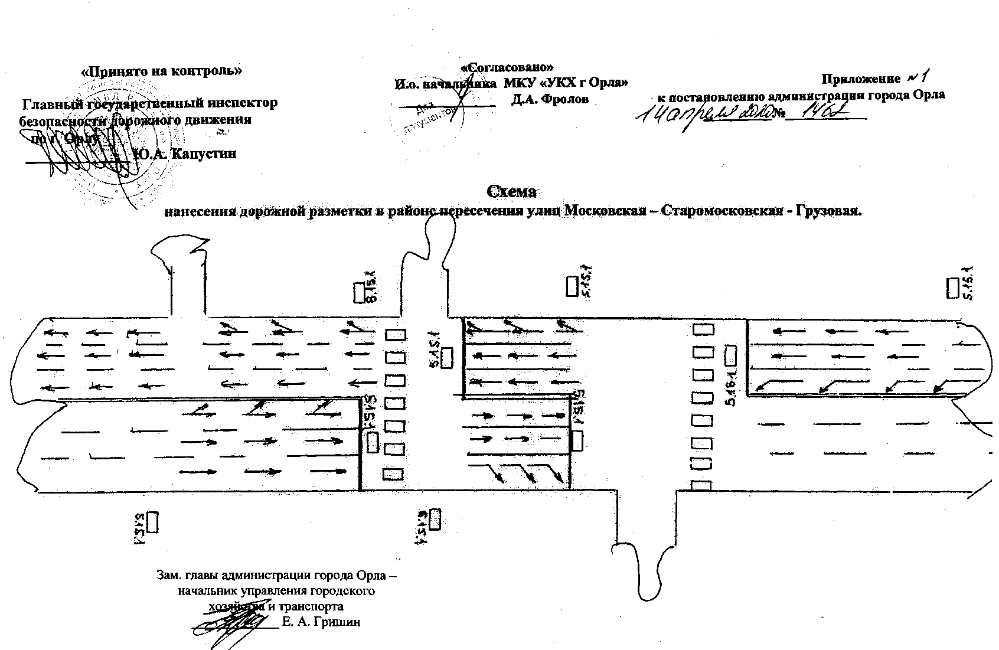 «Принято на контроль»
Главный государственный инспектор
безопасности дорожного движения
по г. Орлу
Ю.А. Капустин
«Согласовано»
И.о. начальника МКУ «УКХ г Орла»
Д.А. Фролов
Для
документов
Приложение №1
к постановлению администрации города Орла
14 апреля 2010 № 1462
Схема
нанесения дорожной разметки в районе пересечения улиц Московская – Старомосковская - Грузовая.
5.15.1
5.15.1
5.15.1
5.15.1
5.15.1
5.15.1
5.16.1
5.15.1
5.15.1
Зам. главы администрации города Орла –
начальник управления городского
хозяйства и транспорта
Е. А. Гришин